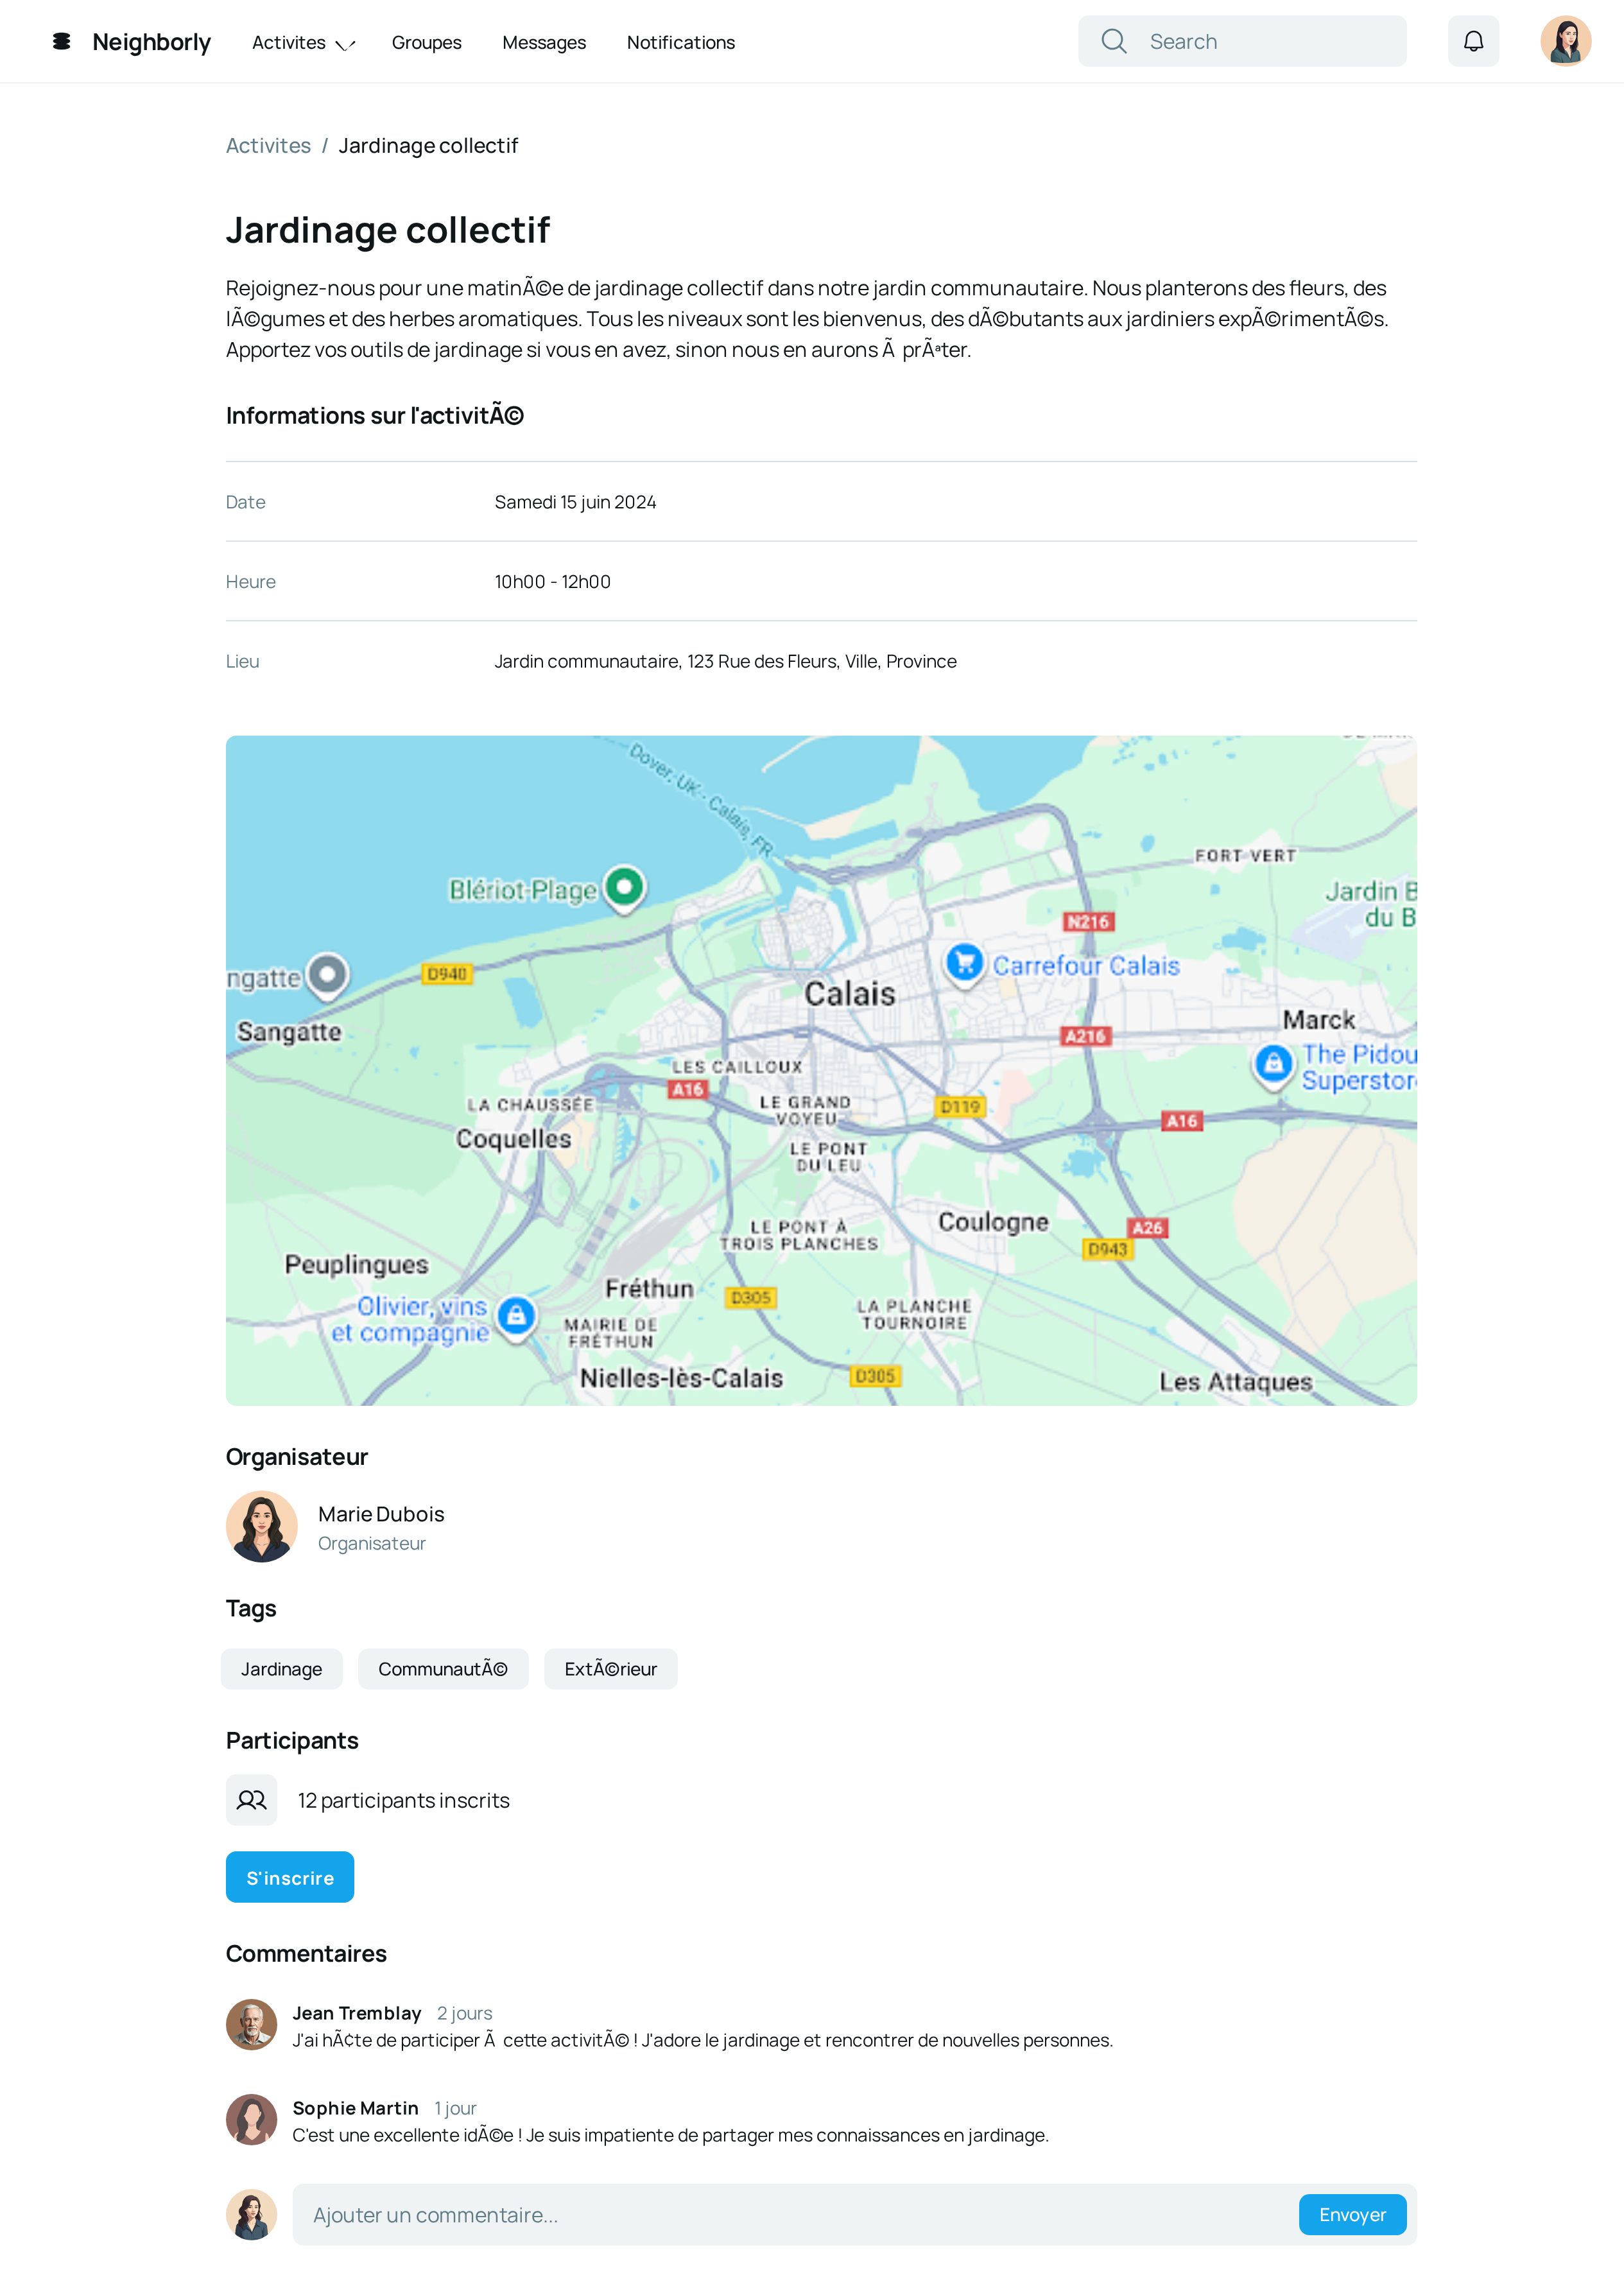 Neighborly Activites Groupes Messages Notifications Search
Activites / Jardinage collectif
Jardinage collectif
Rejoignez-nous pour une matinÃ©e de jardinage collectif dans notre jardin communautaire. Nous planterons des fleurs, des
lÃ©gumes et des herbes aromatiques. Tous les niveaux sont les bienvenus, des dÃ©butants aux jardiniers expÃ©rimentÃ©s.
Apportez vos outils de jardinage si vous en avez, sinon nous en aurons Ã  prÃªter.
Informations sur l'activitÃ©
Date Samedi 15 juin 2024
Heure 10h00 - 12h00
Lieu Jardin communautaire, 123 Rue des Fleurs, Ville, Province
Dover, UK - Calais, FR
FORT VERT
Blériot-Plage
Jardin B
du B
N216
Carrefour Calais
ngatte
D940
Calais
Sangatte
Marck
A216
The Pidou
Superstor
LES CAILLOUX
A16
LA CHAUSSÉE
LE GRAND
VOYEU
D119
A16
Coquelles
LE PONT
DU LEU
Coulogne
LE PONT À
TROIS PLANCHES
A26
D943
Peuplingues
Fréthun
D305
Olivier, vins
et compagnie
LA PLANCHE
TOURNOIRE
MAIRIE DE
FRÉTHUN
Nielles-lès-Calais
D305
Les Attaques
Organisateur
Marie Dubois
Organisateur
Tags
Jardinage CommunautÃ© ExtÃ©rieur
Participants
12 participants inscrits
S'inscrire
Commentaires
Jean Tremblay 2 jours
J'ai hÃ¢te de participer Ã  cette activitÃ© ! J'adore le jardinage et rencontrer de nouvelles personnes.
Sophie Martin 1 jour
C'est une excellente idÃ©e ! Je suis impatiente de partager mes connaissances en jardinage.
Ajouter un commentaire... Envoyer